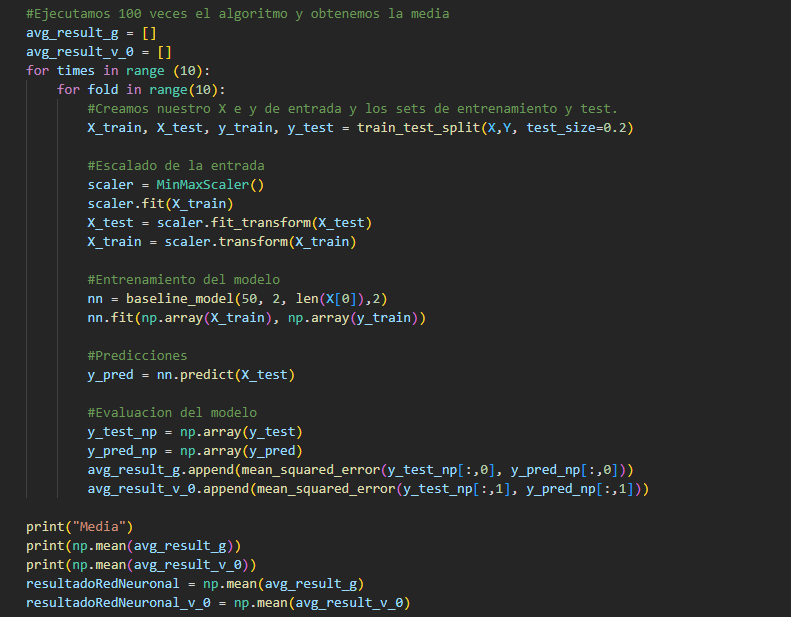 #Ejecutamos 100 veces el algoritmo y obtenemos la media
avg_result_g = []
avg_result_v_0 = []
for times in range (10):
    for fold in range(10):
        #Creamos nuestro X e y de entrada y los sets de entrenamiento y test.
        X_train, X_test, y_train, y_test = train_test_split(X,Y, test_size=0.2)

        #Escalado de la entrada
        scaler = MinMaxScaler()
        scaler.fit(X_train)
        X_test = scaler.fit_transform(X_test)
        X_train = scaler.transform(X_train)

        #Entrenamiento del modelo
        nn = baseline_model(50, 2, len(X[0]),2)
        nn.fit(np.array(X_train), np.array(y_train))

        #Predicciones
        y_pred = nn.predict(X_test)

        #Evaluacion del modelo
        y_test_np = np.array(y_test)
        y_pred_np = np.array(y_pred)
        avg_result_g.append(mean_squared_error(y_test_np[:,0], y_pred_np[:,0]))
        avg_result_v_0.append(mean_squared_error(y_test_np[:,1], y_pred_np[:,1]))

print("Media")
print(np.mean(avg_result_g))
print(np.mean(avg_result_v_0))
resultadoRedNeuronal = np.mean(avg_result_g)
resultadoRedNeuronal_v_0 = np.mean(avg_result_v_0)